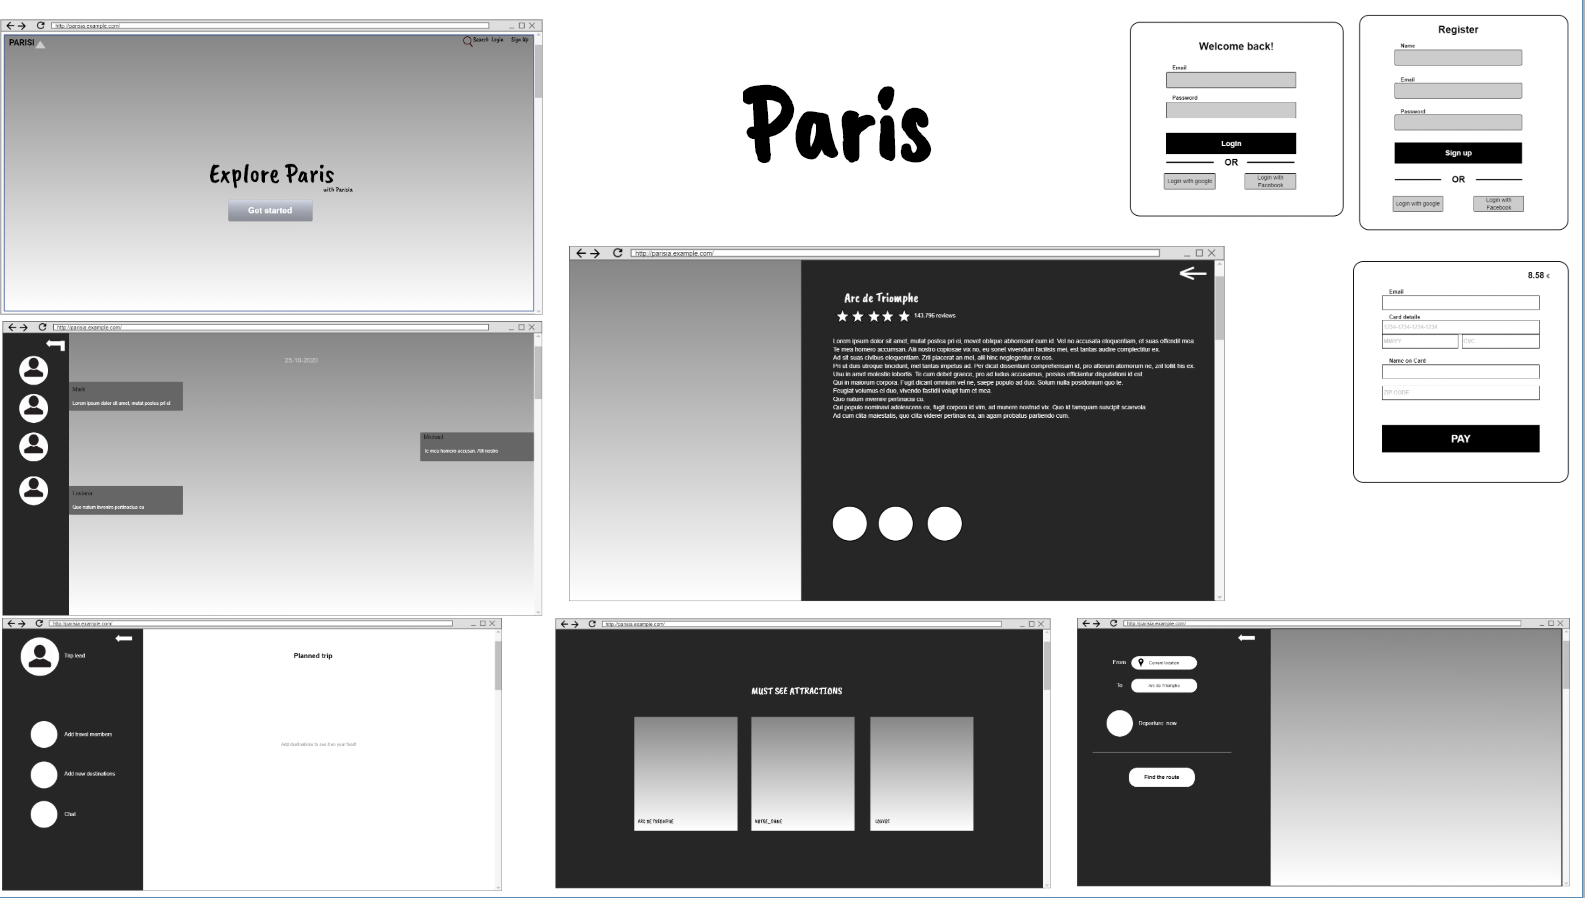 http://parisia.example.com/
PARISI
Search Login Sign Up
Explore Paris
with Parisia
Get started
Paris
Welcome back!
Email
Password
Login
OR
Login with google
Login with
Facebook
Register
Name
Email
Password
Sign up
OR
Login with google
Login with
Facebook
http://parisia.example.com/
23-10-2020
Mark
Lorem ipsum dolor sit amet, mutat postea pri ei
Michael
Te mea homero accusan. Alii nostro
Quo natum invenire pertinacius cu
http://parisia.example.com/
Arc de Triomphe
143.796 reviews
Lorem ipsum dolor sit amet, mutat postea pri ei, movet oblique abhorreant cum id. Vel no accusata eloquentiam, et suas offendit mea
Te mea homero accumsan. Alii nostro copiosae vix no, eu sonet vivendum facilisis mei, est tantas audire complectitur ex.
Ad sit suas civibus eloquentiam. Zril placerat an mel, alii hinc neglegentur ex eos.
Pri ut duis utroque tincidunt, mel tantas impetus ad. Per dicat dissentiunt comprehensam id, pro alterum atomorum ne, zril tollit his ex.
Usu in amet molestie lobortis. Te cum debet graece, pro ad ludus accusamus, presius efficiantur disputationi id est
Qui in maiorum corpora. Fugit dicant omnium vel ne, saepe populo ad duo. Solum nulla posidonium quo te.
Feugiat volumus ei duo, vivendo fastidii volupt tum et mea.
Quo natum invenire pertinacia cu.
Qui populo nominavi adolescens ex, fugit corpora id vim, ad munere nostrud vix. Quo id tamquam suscipit scaevola
Ad cum clita maiestatis, quo clita viderer pertinax ea, an agam probatus partiendo cum.
8.58 €
Email
Card details
1234-1234-1234-1234
MM/YY
CVC
Name on Card
ZIP CODE
PAY
http://parisia.example.com/
Trip lead
Planned trip
Add travel members
Add new destinations
Chat
Add destinations to see them your feed!
http://parisia.example.com/
MUST SEE ATTRACTIONS
ARC DE TRIOMPHE
NOTRE_DAME
LOUVRE
http://parisia.example.com/
From
Current location
To
Arc de Triomphe
Departure now
Find the route